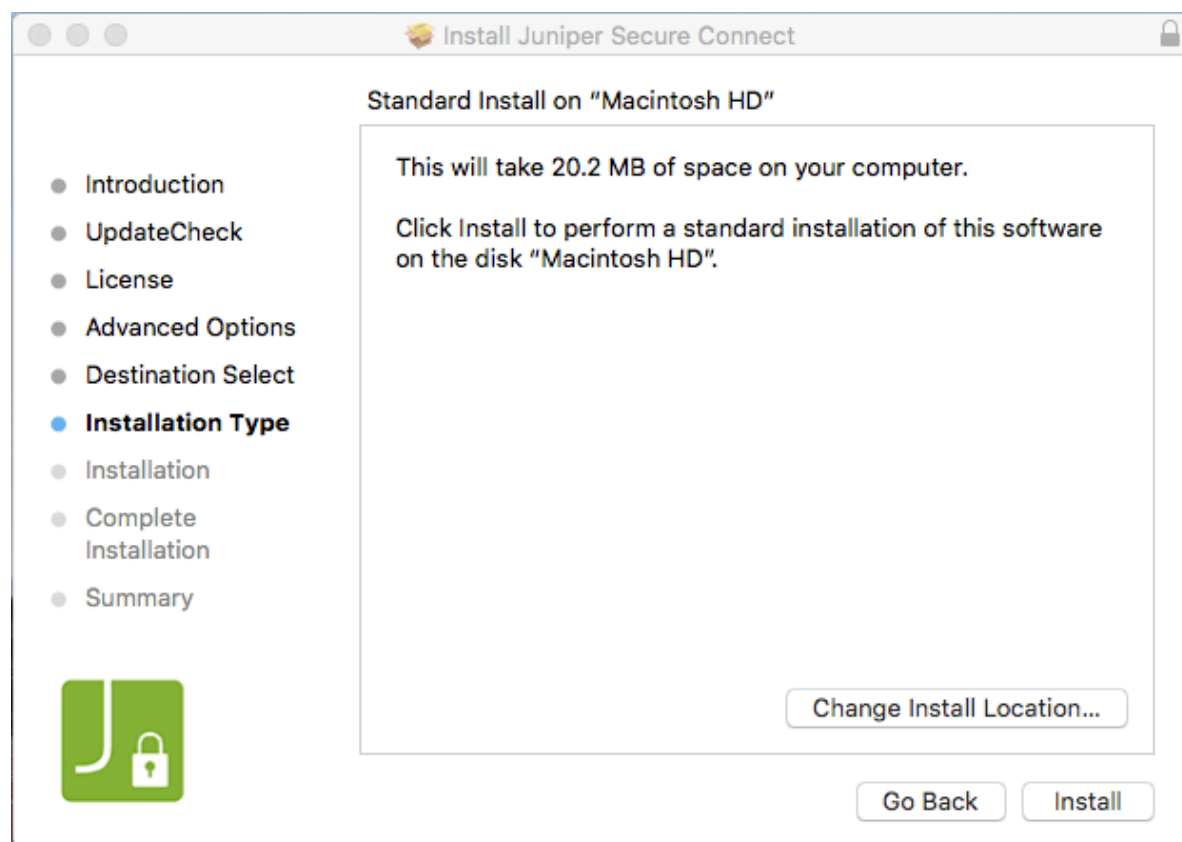 Install Juniper Secure Connect
Standard Install on “Macintosh HD”
Introduction
UpdateCheck
License
Advanced Options
Destination Select
Installation Type
Installation
Complete
Installation
Summary
This will take 20.2 MB of space on your computer.
Click Install to perform a standard installation of this software
on the disk “Macintosh HD”.
Change Install Location...
Go Back
Install